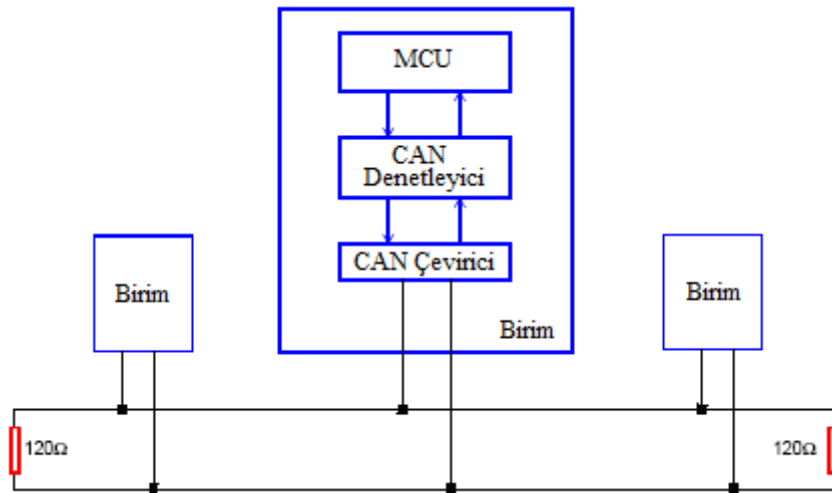 MCU
CAN
Denetleyici
CAN Çevirici
Birim
Birim
Birim
120Ω
120Ω